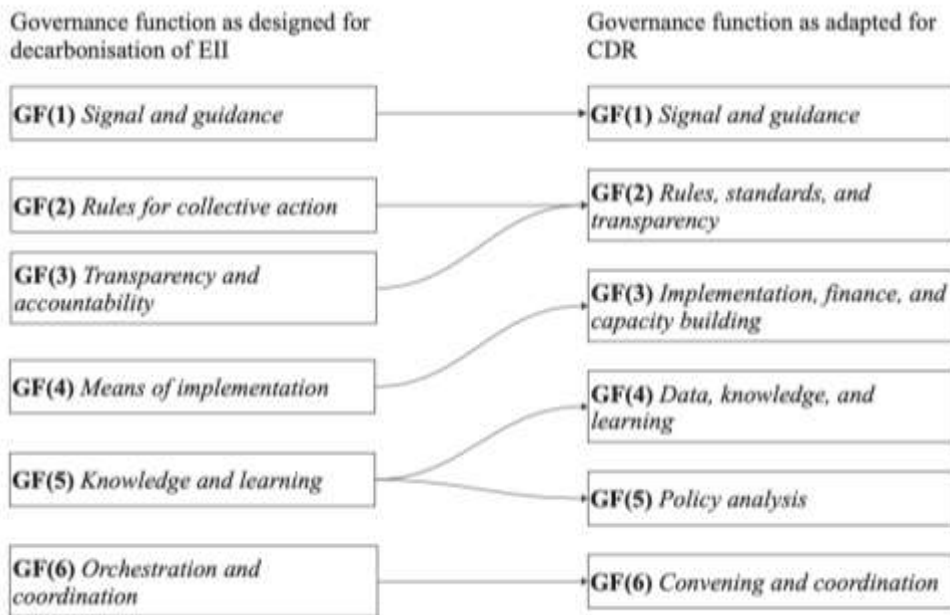 Governance function as designed for
decarbonisation of EII
GF(1) Signal and guidance
GF(2) Rules for collective action
GF(3) Transparency and
accountability
GF(4) Means of implementation
GF(5) Knowledge and learning
GF(6) Orchestration and
coordination
Governance function as adapted for
CDR
GF(1) Signal and guidance
GF(2) Rules, standards, and
transparency
GF(3) Implementation, finance, and
capacity building
GF(4) Data, knowledge, and
learning
GF(5) Policy analysis
GF(6) Convening and coordination